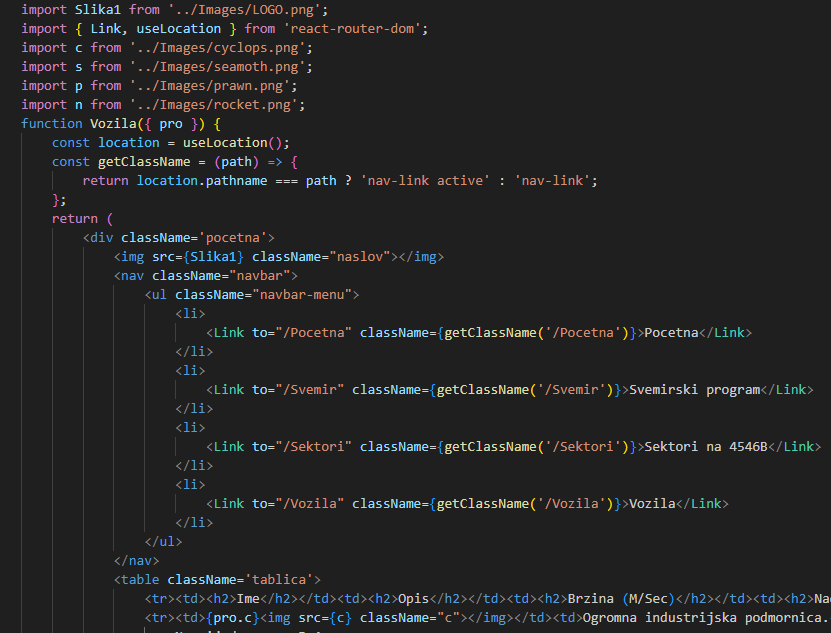 import Slika1 from '../Images/LOGO.png';
import { Link, useLocation } from 'react-router-dom';
import c from '../Images/cyclops.png';
import s from '../Images/seamoth.png';
import p from '../Images/prawn.png';
import n from '../Images/rocket.png';
function Vozila({ pro }) {
    const location = useLocation();
    const getClassName = (path) => {
        return location.pathname === path ? 'nav-link active' : 'nav-link';
    };
    return (
        <div className='pocetna'>
            <img src={Slika1} className="naslov"></img>
            <nav className="navbar">
                <ul className="navbar-menu">
                    <li>
                        <Link to="/Pocetna" className={getClassName('/Pocetna')}>Pocetna</Link>
                    </li>
                    <li>
                        <Link to="/Svemir" className={getClassName('/Svemir')}>Svemirski program</Link>
                    </li>
                    <li>
                        <Link to="/Sektori" className={getClassName('/Sektori')}>Sektori na 4546B</Link>
                    </li>
                    <li>
                        <Link to="/Vozila" className={getClassName('/Vozila')}>Vozila</Link>
                    </li>
                </ul>
            </nav>
            <table className='tablica'>
                <tr><td><h2>Ime</h2></td><td><h2>Opis</h2></td><td><h2>Brzina (M/Sec)</h2></td><td><h2>
                <tr><td>{pro.c}<img src={c} className="c"></img></td><td>Ogromna industrijska podmornica.